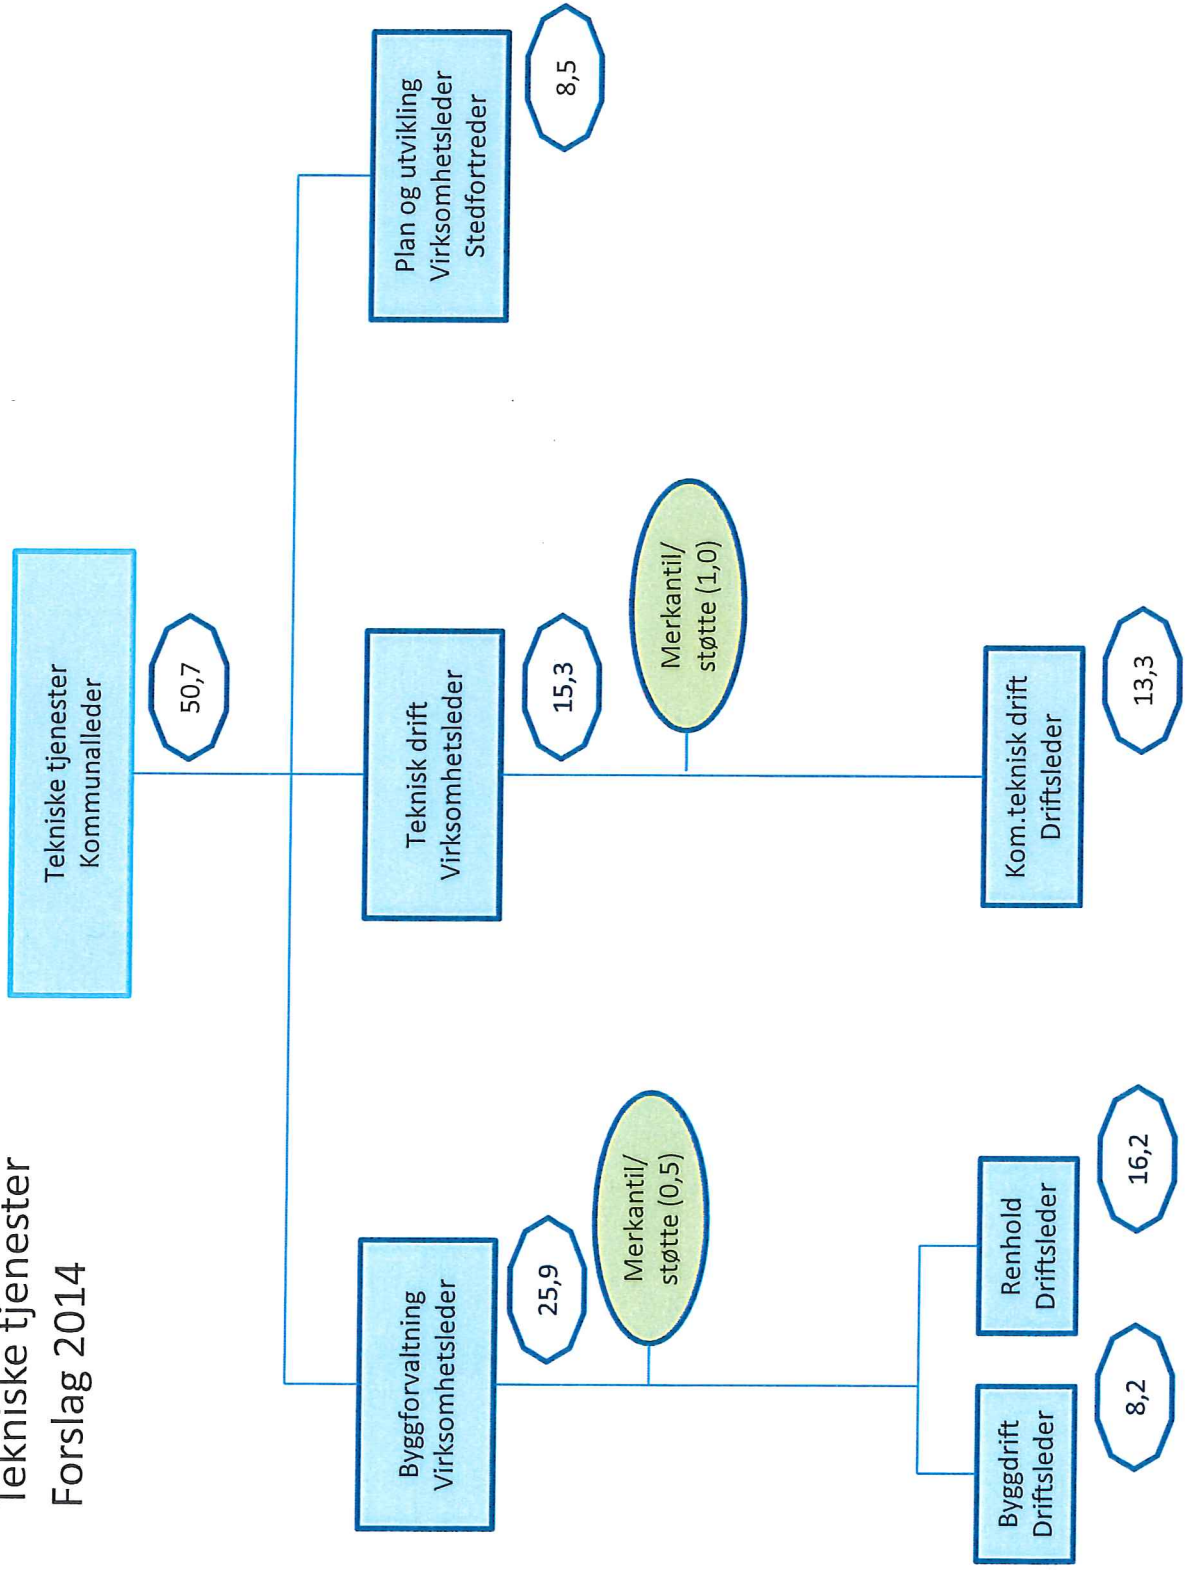 Tekniske tjenester
Forslag 2014
Tekniske tjenester
Kommunalleder
50,7
Byggforvaltning
Virksomhetsleder
25,9
Teknisk drift
Virksomhetsleder
15,3
Plan og utvikling
Virksomhetsleder
Stedfortreder
8,5
Merkantil/
støtte (0,5)
Merkantil/
støtte (1,0)
Byggdrift
Driftsleder
8,2
Renhold
Driftsleder
16,2
Kom.teknisk drift
Driftsleder
13,3